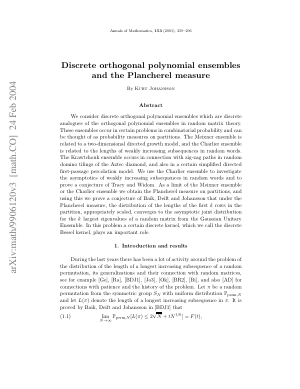 Annals of Mathematics, 153 (2001), 259–296
Discrete orthogonal polynomial ensembles
and the Plancherel measure
By Kurt Johansson
Abstract
We consider discrete orthogonal polynomial ensembles which are discrete
analogues of the orthogonal polynomial ensembles in random matrix theory.
These ensembles occur in certain problems in combinatorial probability and can
be thought of as probability measures on partitions. The Meixner ensemble is
related to a two-dimensional directed growth model, and the Charlier ensemble
is related to the lengths of weakly increasing subsequences in random words.
The Krawtchouk ensemble occurs in connection with zig-zag paths in random
domino tilings of the Aztec diamond, and also in a certain simplified directed
first-passage percolation model. We use the Charlier ensemble to investigate
the asymptotics of weakly increasing subsequences in random words and to
prove a conjecture of Tracy and Widom. As a limit of the Meixner ensemble
or the Charlier ensemble we obtain the Plancherel measure on partitions, and
using this we prove a conjecture of Baik, Deift and Johansson that under the
Plancherel measure, the distribution of the lengths of the first k rows in the
partition, appropriately scaled, converges to the asymptotic joint distribution
for the k largest eigenvalues of a random matrix from the Gaussian Unitary
Ensemble. In this problem a certain discrete kernel, which we call the discrete
Bessel kernel, plays an important role.
1. Introduction and results
During the last years there has been a lot of activity around the problem
of the distribution of the length of a longest increasing subsequence of a random
permutation, its generalizations and their connection with random matrices,
see for example [Ge], [Ra], [BDJ1], [Jo3], [Ok], [BR2], [Bi], and also [AD] for
connections with patience and the history of the problem. Let π be a random
permutation from the symmetric group S_N with uniform distribution ℙ_perm,N
and let L(π) denote the length of a longest increasing subsequence in π. It is
proved by Baik, Deift and Johansson in [BDJ1] that
(1.1) lim_{N→∞} ℙ_perm,N[L(π) ≤ 2√N + tN^{1/6}] = F(t),
arXiv:math/9906120v3 [math.CO] 24 Feb 2004